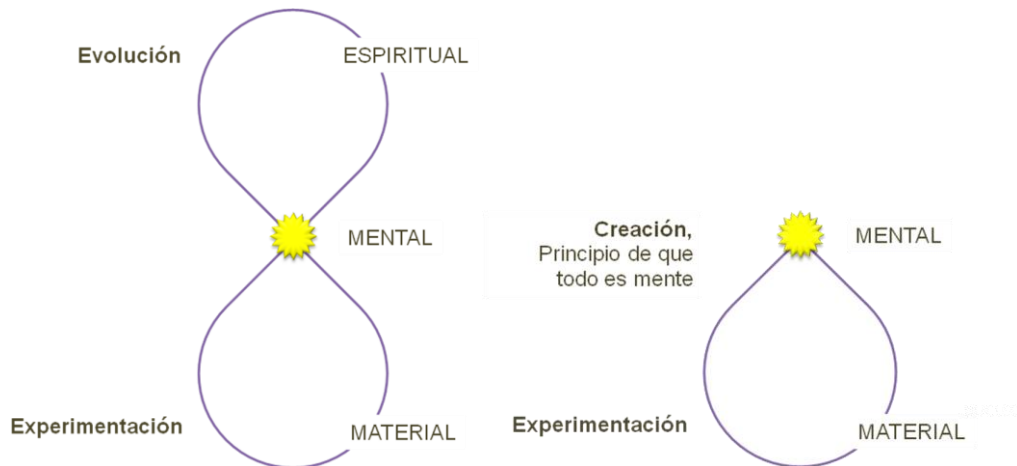 Evolución
ESPIRITUAL
MENTAL
Experimentación
MATERIAL
Creación,
Principio de que
todo es mente
MENTAL
Experimentación
MATERIAL